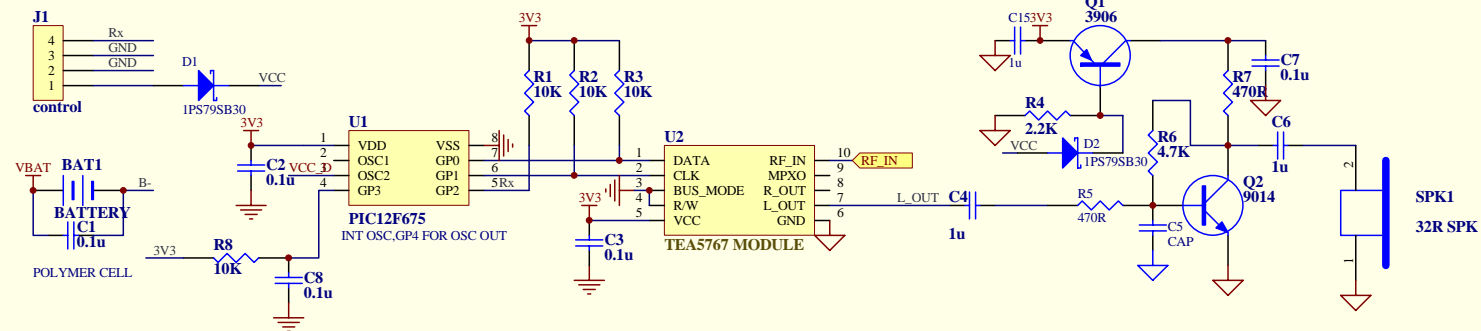 J1
4 Rx
3 GND
2 GND
1
control
D1
VCC
1PS79SB30
VBAT
BAT1
B-
BATTERY
C1
0.1u
POLYMER CELL
3V3
R8
10K
C8
0.1u
3V3
C2
0.1u
U1
1 VDD VSS 8
2 OSC1 GP0 7
OSC2 GP1 6
4 GP3 GP2 5 Rx
PIC12F675
INT OSC,GP4 FOR OSC OUT
3V3
R1
10K
R2
10K
R3
10K
3V3
C3
0.1u
U2
1 DATA RF_IN 10
2 CLK MPXO 9
3 BUS_MODE R_OUT 8
4 R/W L_OUT 7
5 VCC GND 6
TEA5767 MODULE
RF_IN
L_OUT
C4
1u
C15
3V3
1u
Q1
3906
R4
2.2K
VCC
D2
1PS79SB30
R5
470R
R6
4.7K
C5
CAP
R7
470R
C7
0.1u
C6
1u
Q2
9014
2
1
SPK1
32R SPK